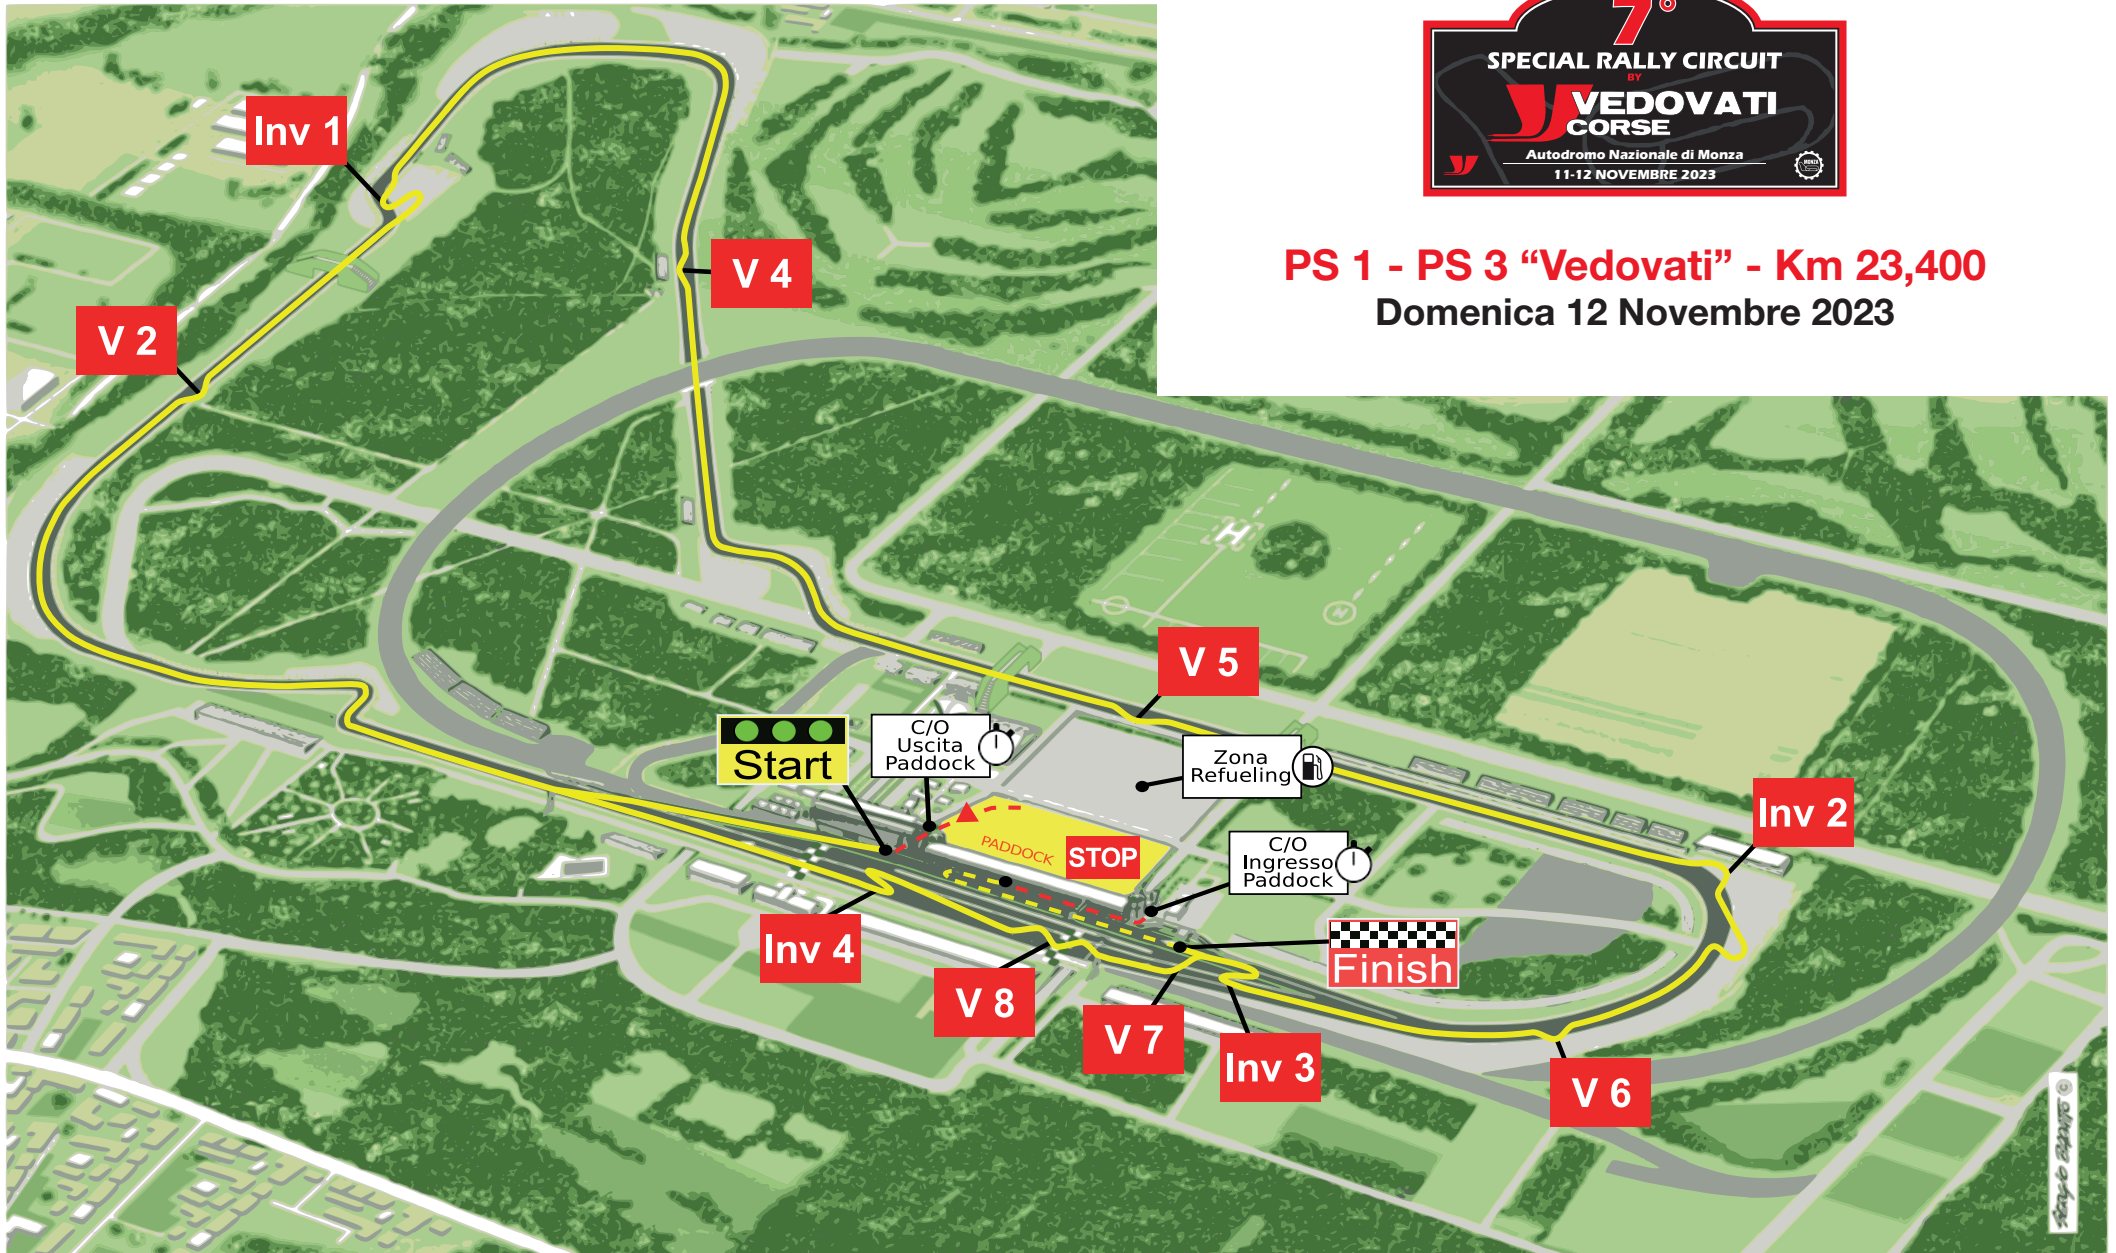 7°
SPECIAL RALLY CIRCUIT
BY
VEDOVATI
CORSE
Autodromo Nazionale di Monza
11-12 NOVEMBRE 2023
MONZA
PS 1 - PS 3 “Vedovati” - Km 23,400
Domenica 12 Novembre 2023
Inv 1
V 4
V 2
H
H
V 5
Start
C/O
Uscita
Paddock
Zona
Refueling
Inv 2
PADDOCK
STOP
C/O
Ingresso
Paddock
Inv 4
Finish
V 8
V 7
Inv 3
V 6